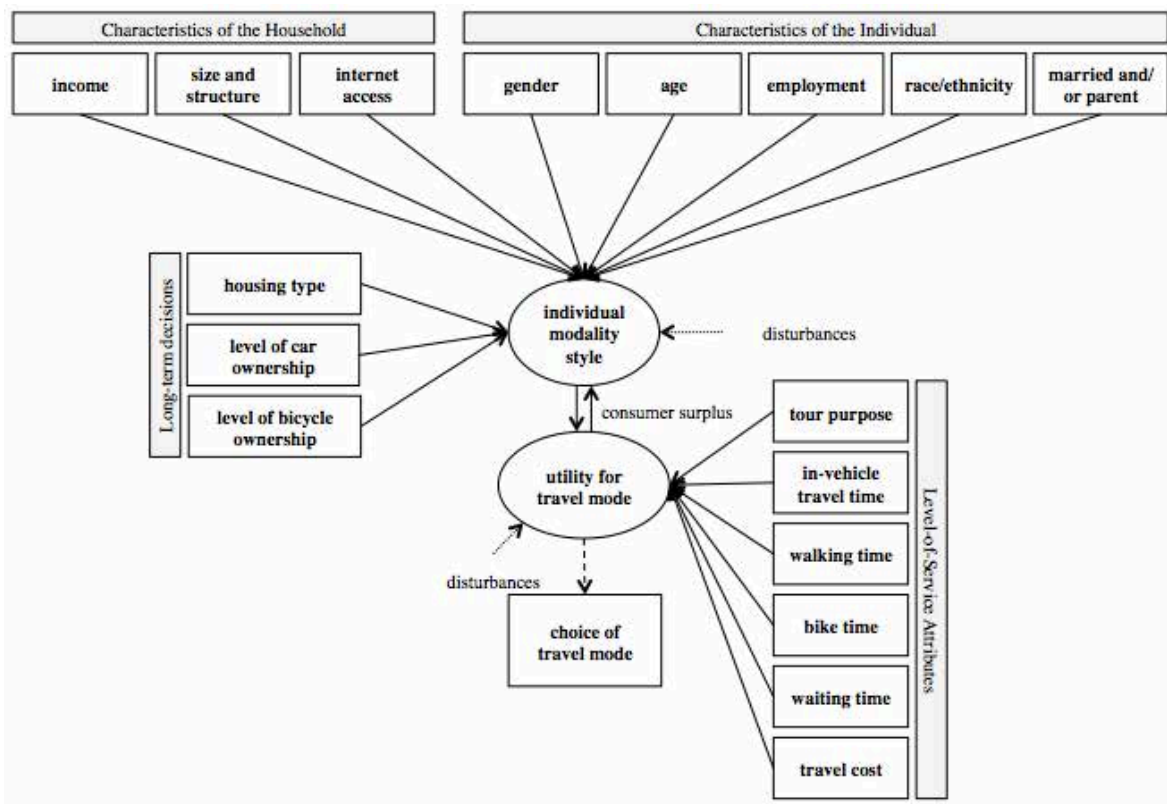 Characteristics of the Household
Characteristics of the Individual
income
size and
structure
internet
access
gender
age
employment
race/ethnicity
married and/
or parent
Long-term decisions
housing type
level of car
ownership
level of bicycle
ownership
individual
modality
style
disturbances
consumer surplus
utility for
travel mode
disturbances
choice of
travel mode
tour purpose
in-vehicle
travel time
walking time
bike time
waiting time
travel cost
Level-of-Service Attributes